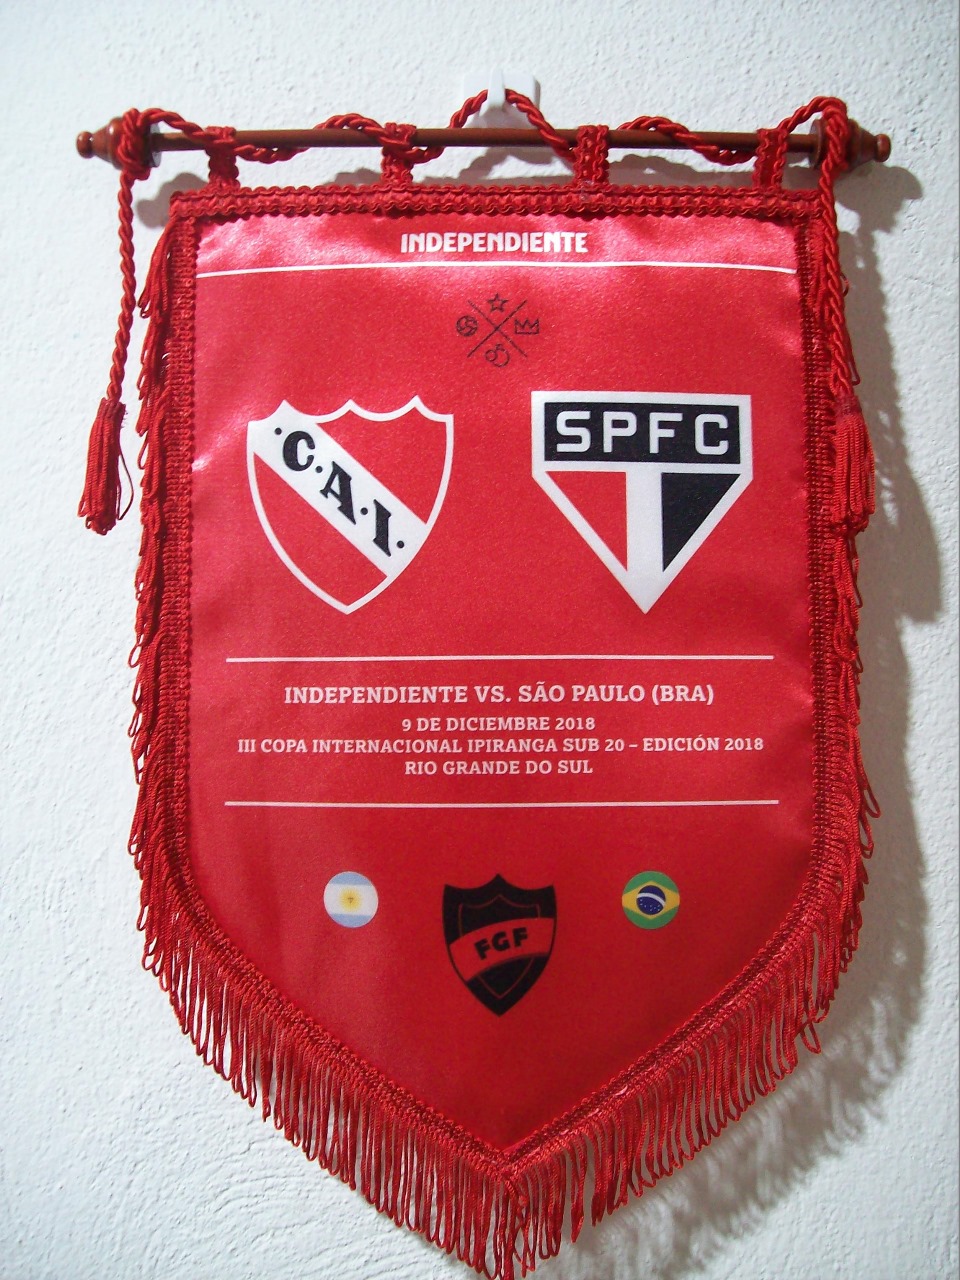 INDEPENDIENTE
C.A.I.
SPFC
INDEPENDIENTE VS. SÃO PAULO (BRA)
9 DE DICIEMBRE 2018
III COPA INTERNACIONAL IPIRANGA SUB 20 – EDICIÓN 2018
RIO GRANDE DO SUL
FGF